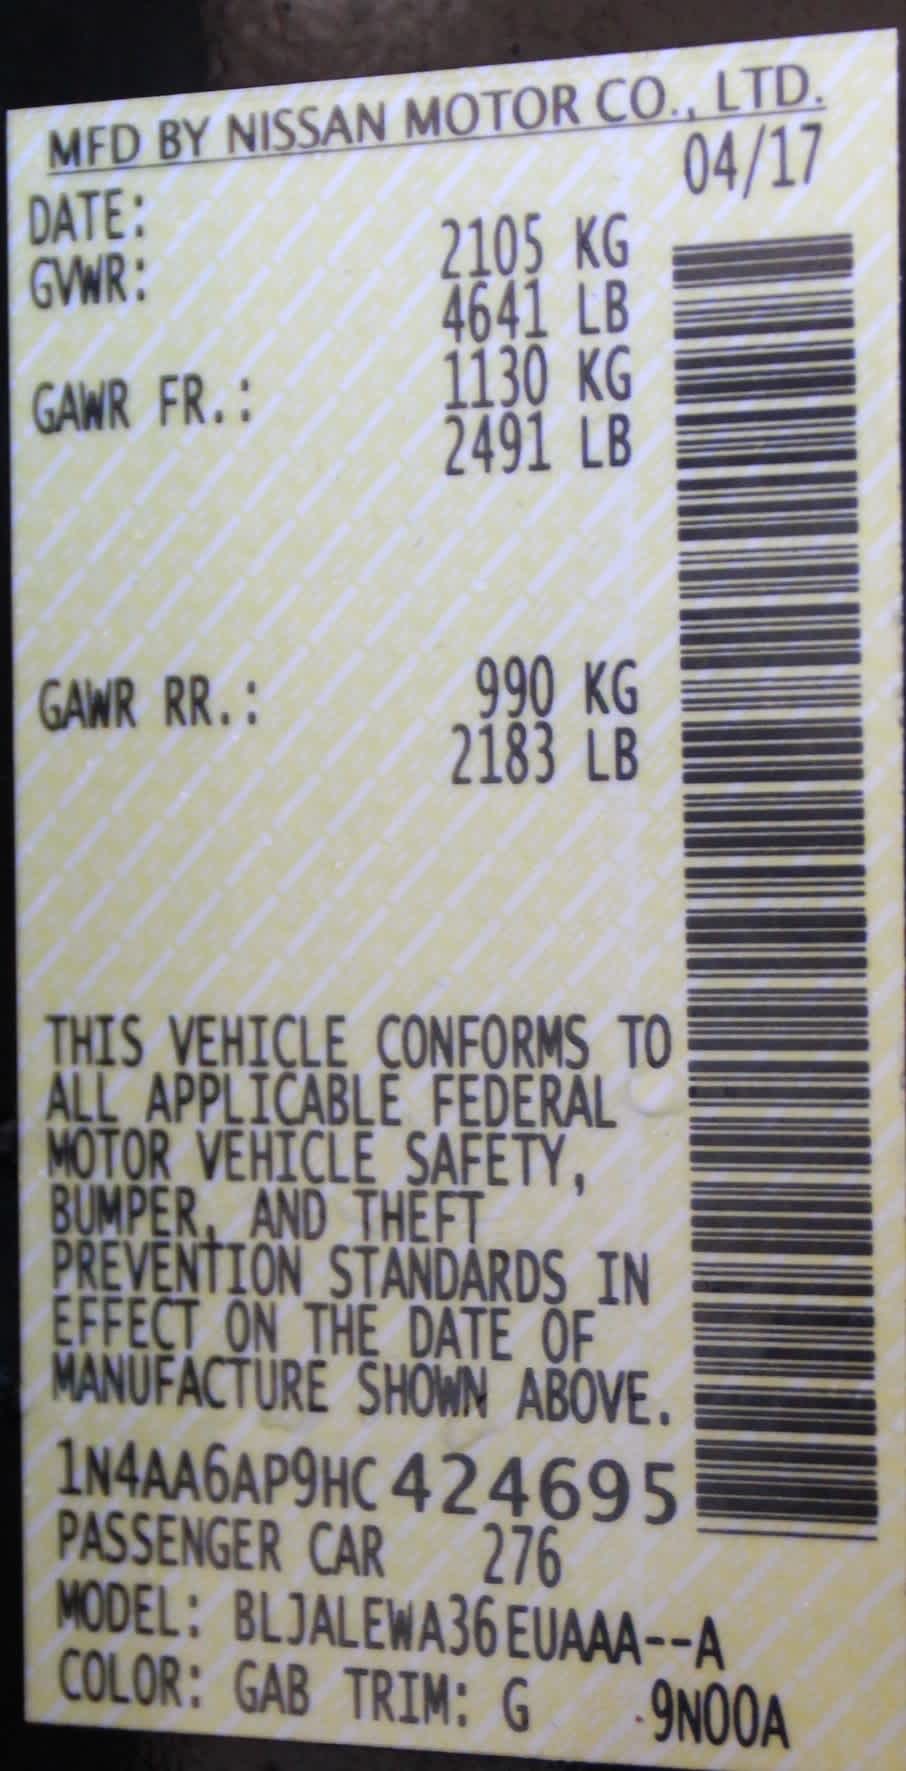 MFD BY NISSAN MOTOR CO., LTD.
DATE: 04/17
GVWR: 2105 KG
4641 LB
GAWR FR.: 1130 KG
2491 LB
GAWR RR.: 990 KG
2183 LB
THIS VEHICLE CONFORMS TO
ALL APPLICABLE FEDERAL
MOTOR VEHICLE SAFETY,
BUMPER, AND THEFT
PREVENTION STANDARDS IN
EFFECT ON THE DATE OF
MANUFACTURE SHOWN ABOVE.
1N4AA6AP9HC424695
PASSENGER CAR 276
MODEL: BLJALEWA36EUAAA--A
COLOR: GAB TRIM: G 9N00A